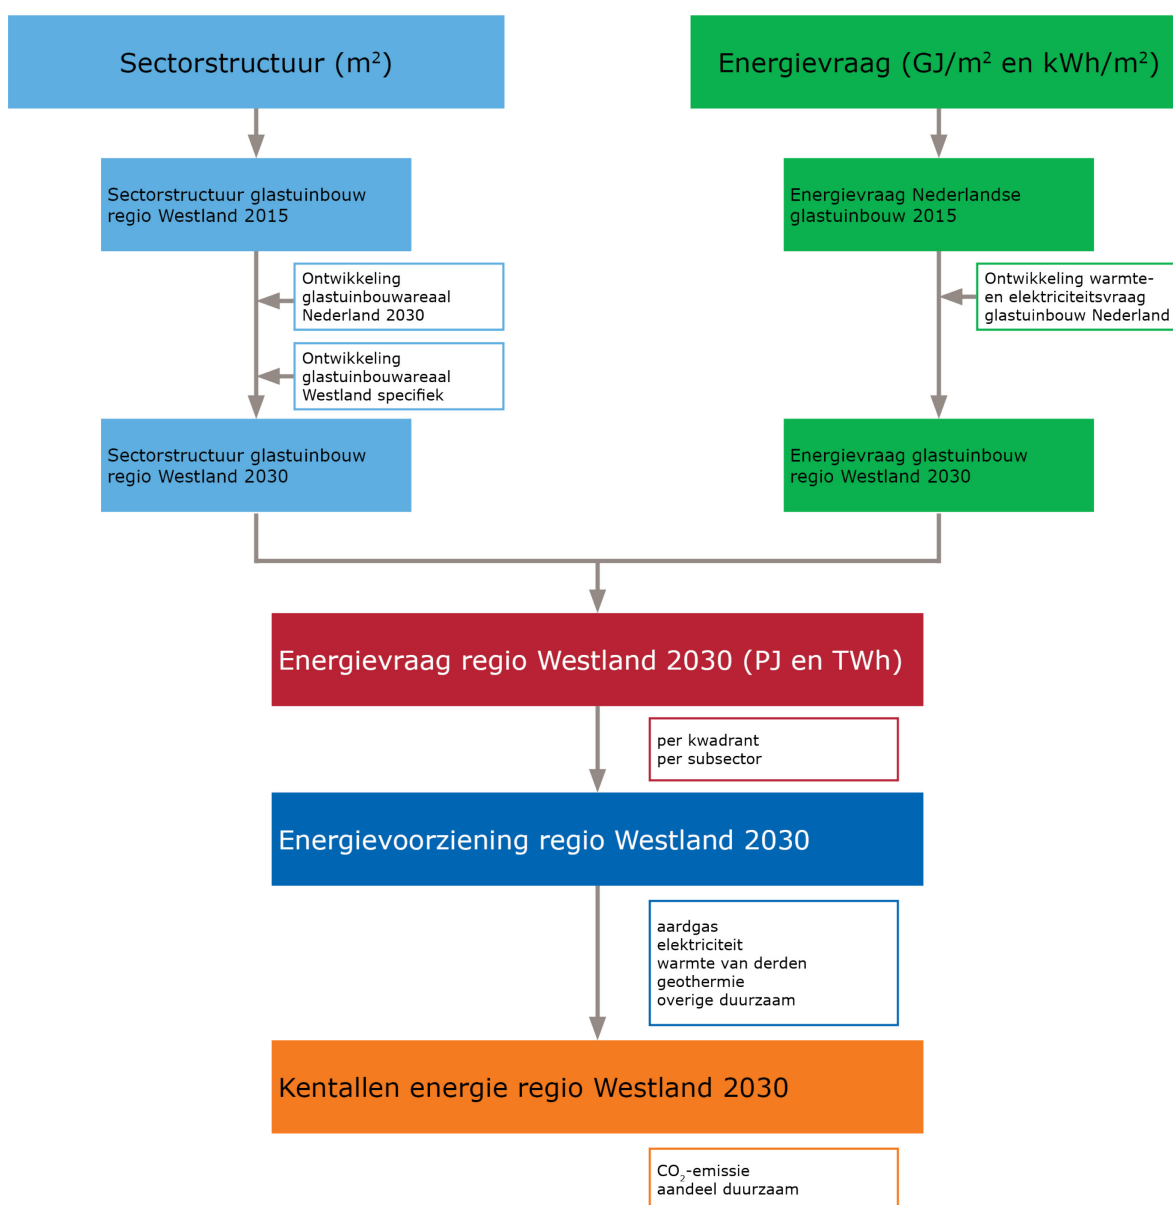 Sectorstructuur (m²)
Energievraag (GJ/m² en kWh/m²)
Sectorstructuur glastuinbouw
regio Westland 2015
Energievraag Nederlandse
glastuinbouw 2015
Ontwikkeling
glastuinbouwareaal
Nederland 2030
Ontwikkeling warmte-
en elektriciteitsvraag
glastuinbouw Nederland
Ontwikkeling
glastuinbouwareaal
Westland specifiek
Sectorstructuur glastuinbouw
regio Westland 2030
Energievraag glastuinbouw
regio Westland 2030
Energievraag regio Westland 2030 (PJ en TWh)
per kwadrant
per subsector
Energievoorziening regio Westland 2030
aardgas
elektriciteit
warmte van derden
geothermie
overige duurzaam
Kentallen energie regio Westland 2030
CO₂-emissie
aandeel duurzaam